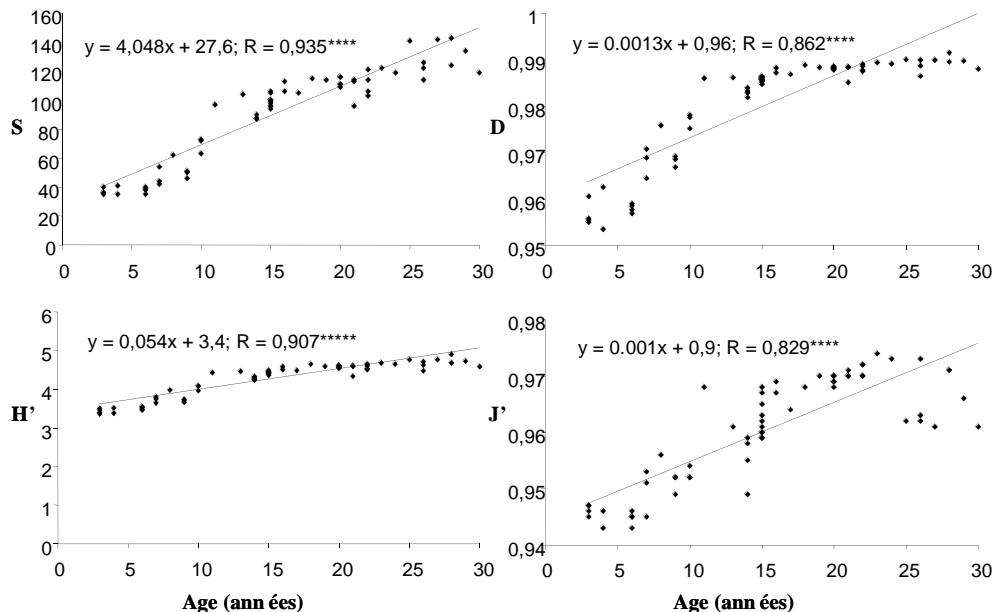 160
140
120
100
80
60
40
20
0
S
y = 4,048x + 27,6; R = 0,935****
0 5 10 15 20 25 30
1
0,99
0,98
0,97
0,96
0,95
D
y = 0.0013x + 0,96; R = 0,862****
0 5 10 15 20 25 30
6
5
4
3
2
1
0
H’
y = 0,054x + 3,4; R = 0,907*****
0 5 10 15 20 25 30
Age (ann ées)
0,98
0,97
0,96
0,95
0,94
J’
y = 0.001x + 0,9; R = 0,829****
0 5 10 15 20 25 30
Age (ann ées)